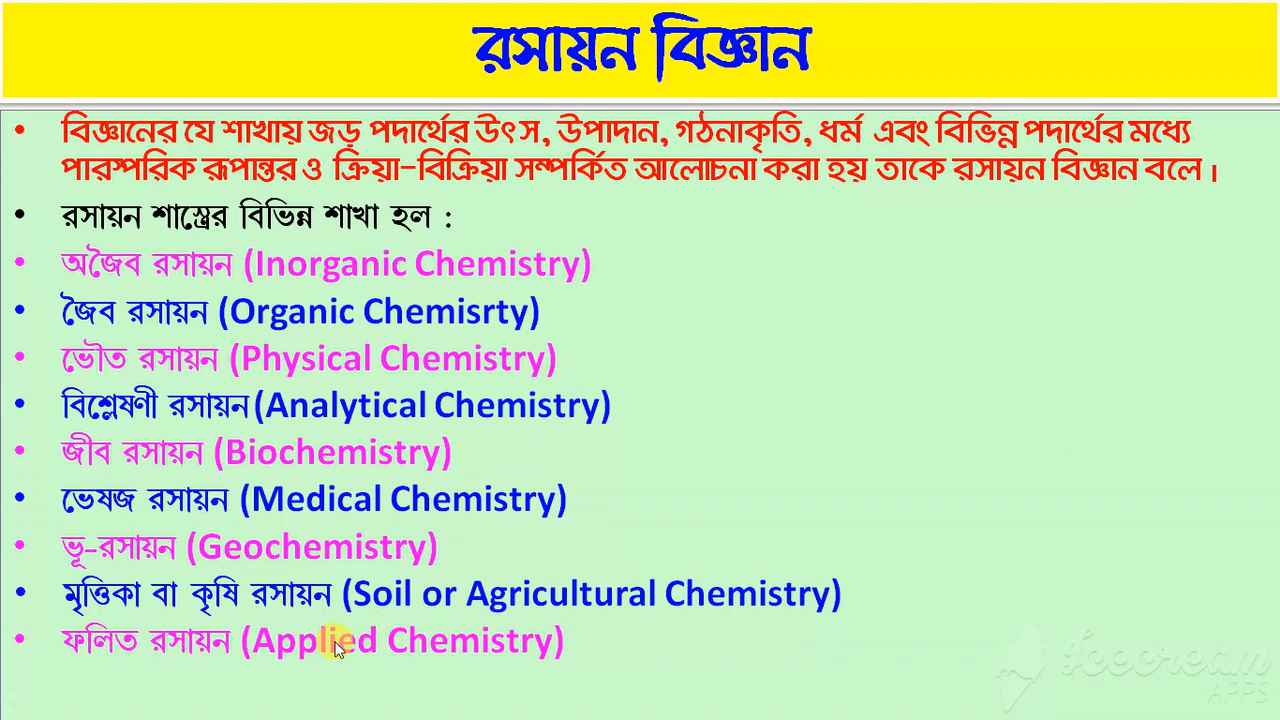 রসায়ন বিজ্ঞান
• বিজ্ঞানের যে শাখায় জড় পদার্থের উৎস, উপাদান, গঠনাকৃতি, ধর্ম এবং বিভিন্ন পদার্থের মধ্যে
পারস্পরিক রূপান্তর ও ক্রিয়া-বিক্রিয়া সম্পর্কিত আলোচনা করা হয় তাকে রসায়ন বিজ্ঞান বলে।
• রসায়ন শাস্ত্রের বিভিন্ন শাখা হল :
• অজৈব রসায়ন (Inorganic Chemistry)
• জৈব রসায়ন (Organic Chemisrty)
• ভৌত রসায়ন (Physical Chemistry)
• বিশ্লেষণী রসায়ন (Analytical Chemistry)
• জীব রসায়ন (Biochemistry)
• ভেষজ রসায়ন (Medical Chemistry)
• ভূ-রসায়ন (Geochemistry)
• মৃত্তিকা বা কৃষি রসায়ন (Soil or Agricultural Chemistry)
• ফলিত রসায়ন (Applied Chemistry)
Icecream
APPS